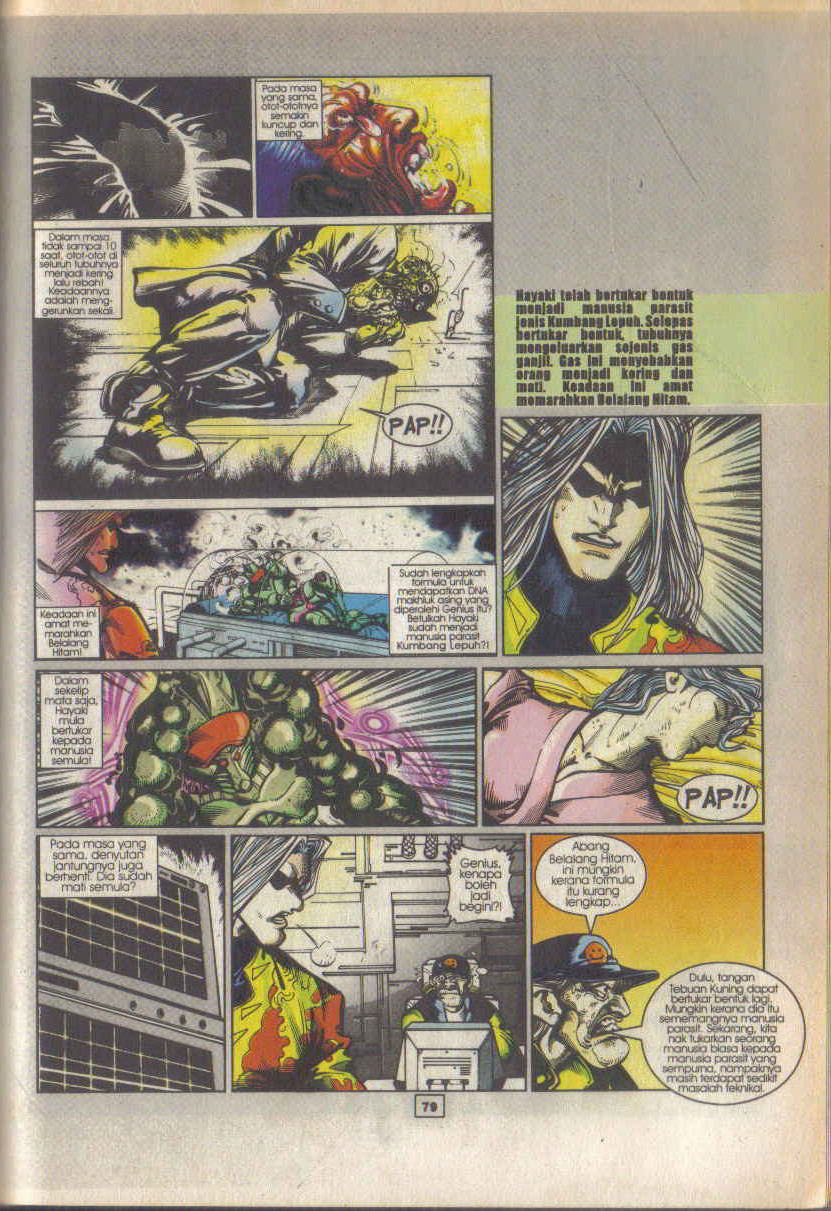 Pada masa
yang sama,
otot-ototnya
semakin
kuncup dan
kering.
Dalam masa
tidak sampai 10
saat, otot-otot di
seluruh tubuhnya
menjadi kering
lalu rebah!
Keadaannya
adalah meng-
gerunkan sekali.
PAP!!
Hayaki telah bertukar bentuk
menjadi manusia parasit
jenis Kumbang Lepuh. Selepas
bertukar bentuk, tubuhnya
mengeluarkan sejenis gas
ganjil. Gas ini menyebabkan
orang menjadi kering dan
mati. Keadaan ini amat
memarahkan Belalang Hitam.
Keadaan ini
amat me-
marahkan
Belalang
Hitam!
Sudah lengkapkah
formula untuk
mendapatkan DNA
makhluk asing yang
diperolehi Genius itu?
Betulkah Hayaki
sudah menjadi
manusia parasit
Kumbang Lepuh?!
Dalam
sekelip
mata saja,
Hayaki
mula
bertukar
kepada
manusia
semula!
PAP!!
Pada masa yang
sama, denyutan
jantungnya juga
berhenti. Dia sudah
mati semula?
Genius,
kenapa
boleh
jadi
begini?!
Abang
Belalang Hitam,
ini mungkin
kerana formula
itu kurang
lengkap...
Dulu, tangan
Tebuan Kuning dapat
bertukar bentuk lagi.
Mungkin kerana dia itu
sememangnya manusia
parasit. Sekarang, kita
nak tukarkan seorang
manusia biasa kepada
manusia parasit yang
sempurna, nampaknya
masih terdapat sedikit
masalah teknikal.
79